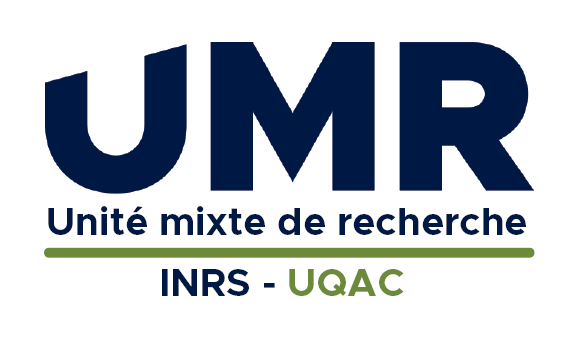 UMR
Unité mixte de recherche
INRS - UQAC